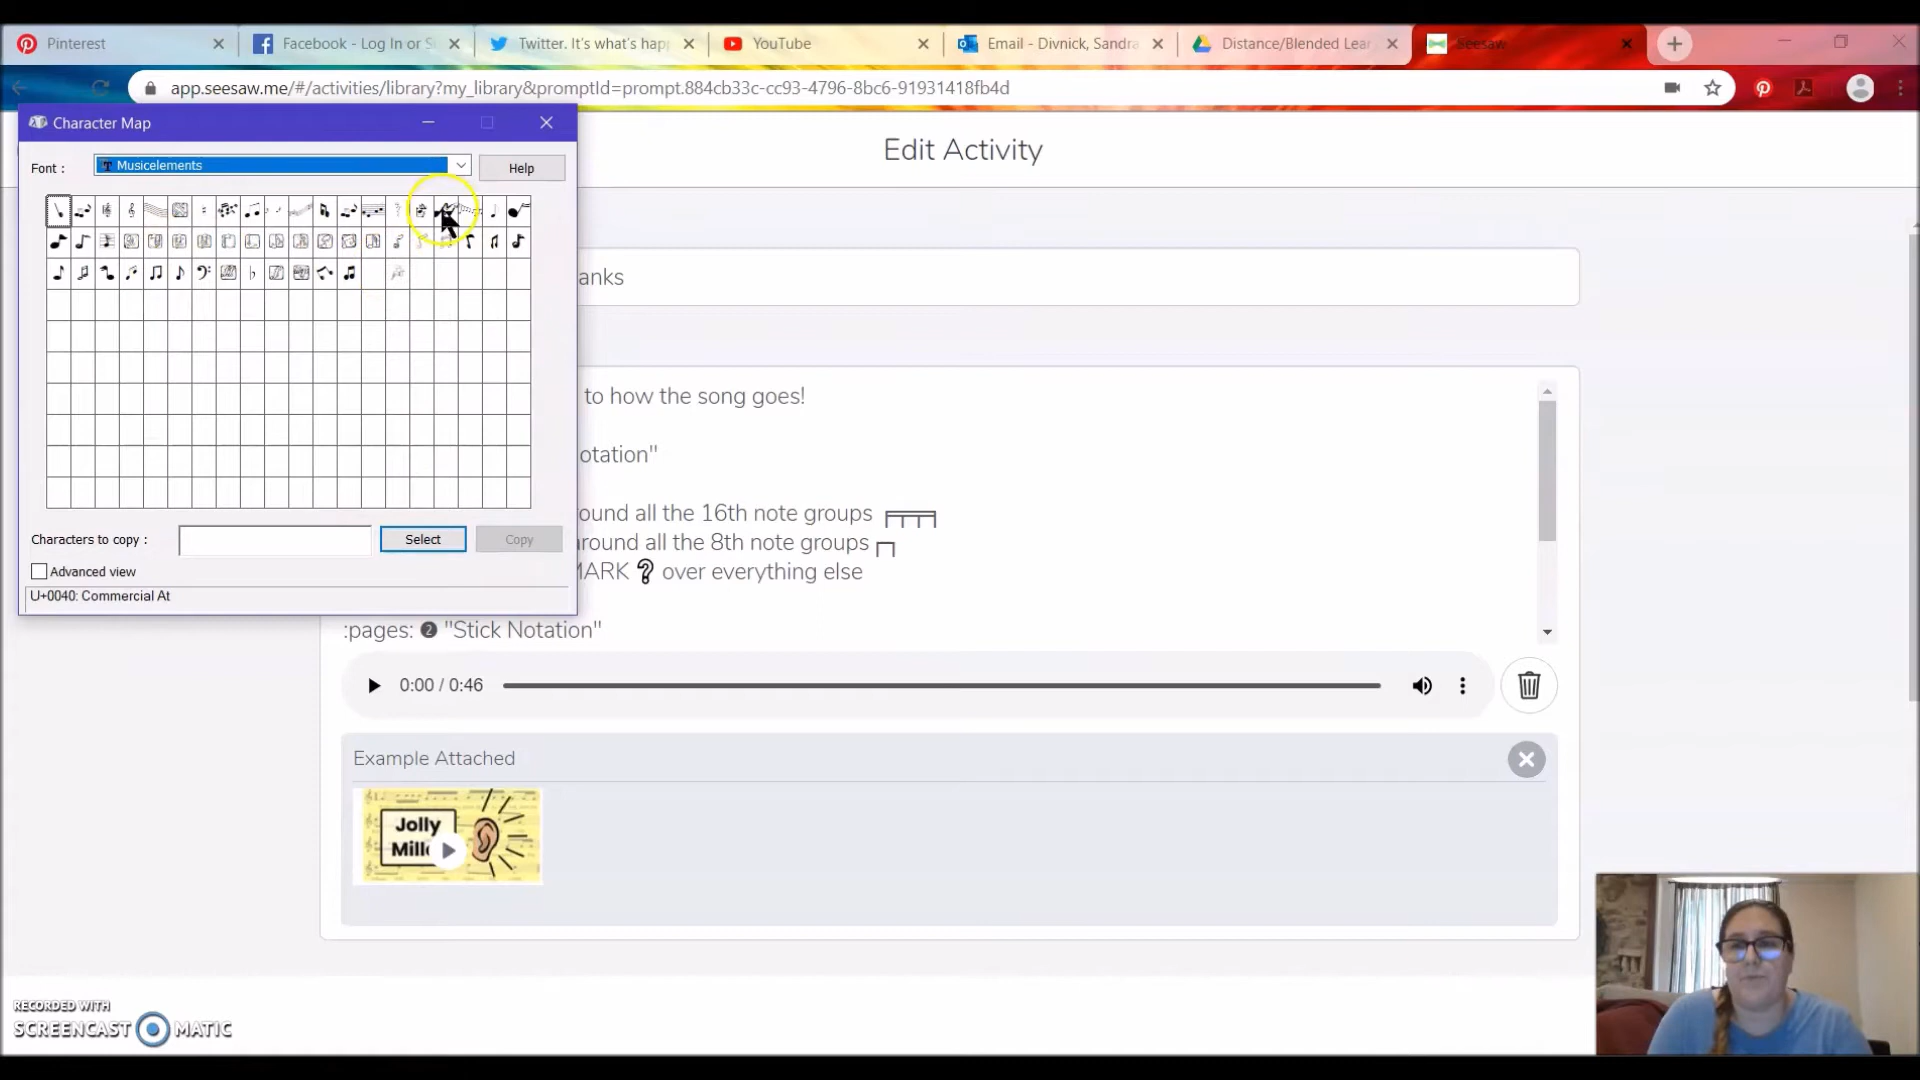 Pinterest
Facebook - Log In or S
Twitter. It's what's hap
YouTube
Email - Divnick, Sandra
Distance/Blended Lear
Seesaw
app.seesaw.me/#/activities/library?my_library&promptId=prompt.884cb33c-cc93-4796-8bc6-91931418fb4d
Character Map
Edit Activity
Font :
Musicelements
Help
anks
to how the song goes!
otation"
ound all the 16th note groups
around all the 8th note groups
MARK ? over everything else
Characters to copy :
Select
Copy
Advanced view
U+0040: Commercial At
:pages: ❷ "Stick Notation"
0:00 / 0:46
Example Attached
Jolly
Mill
RECORDED WITH
SCREENCAST MATIC